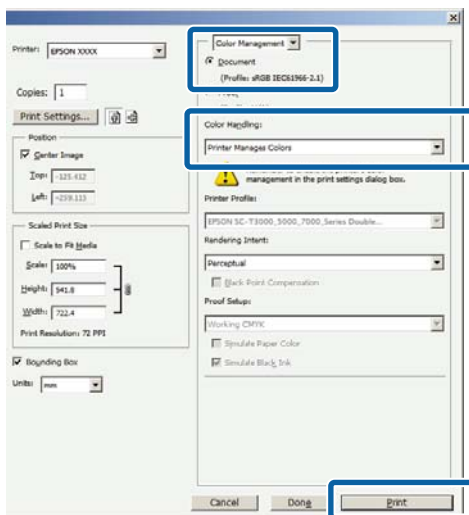 Printer: EPSON XXXX
Copies: 1
Print Settings...
Position
Center Image
Top: -125.412
Left: -259.113
Scaled Print Size
Scale to Fit Media
Scale: 100%
Height: 541.8
Width: 722.4
Print Resolution: 72 PPI
Bounding Box
Units: mm
Color Management
Document
(Profile: sRGB IEC61966-2.1)
Color Handling:
Printer Manages Colors
management in the print settings dialog box.
Printer Profile:
EPSON SC-T3000_5000_7000_Series Double...
Rendering Intent:
Perceptual
Black Point Compensation
Proof Setup:
Working CMYK
Simulate Paper Color
Simulate Black Ink
Cancel Done Print